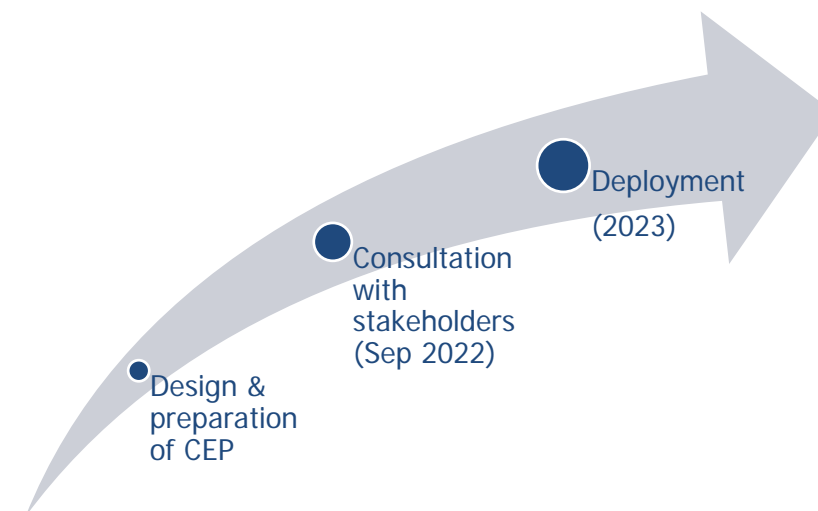 Design &
preparation
of CEP
Consultation
with
stakeholders
(Sep 2022)
Deployment
(2023)